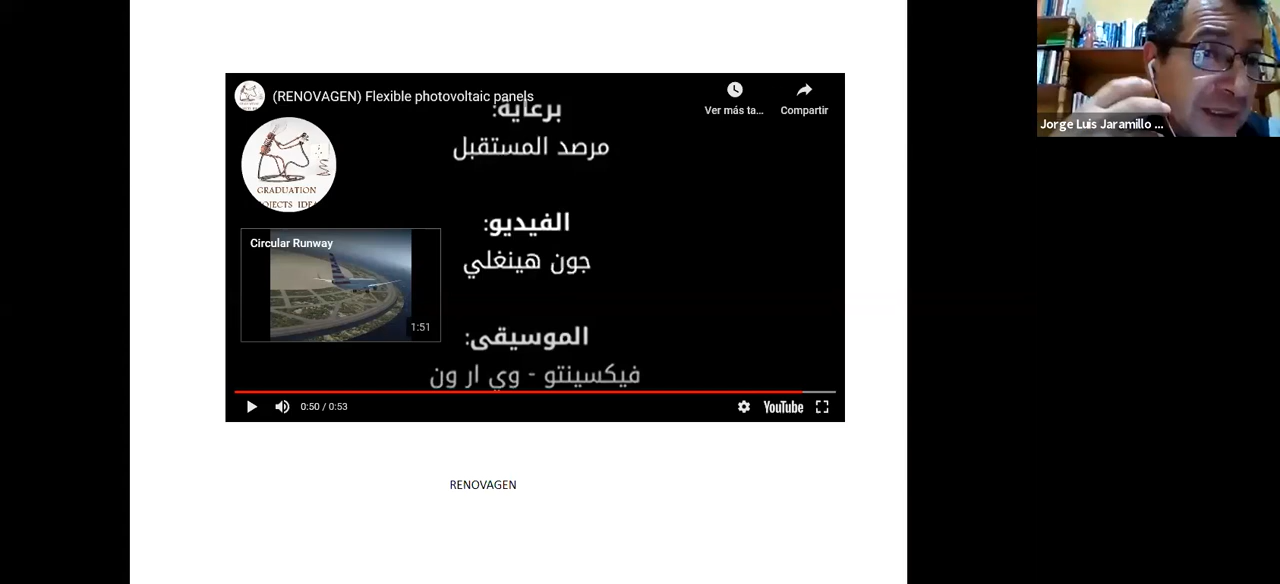 (RENOVAGEN) Flexible photovoltaic panels
Ver más ta...
Compartir
برعاية:
مرصد المستقبل
GRADUATION
Circular Runway
الفيديو:
جون هينغلي
1:51
الموسيقى:
فيكسينتو - وي ار ون
0:50 / 0:53
YouTube
RENOVAGEN
Jorge Luis Jaramillo ...